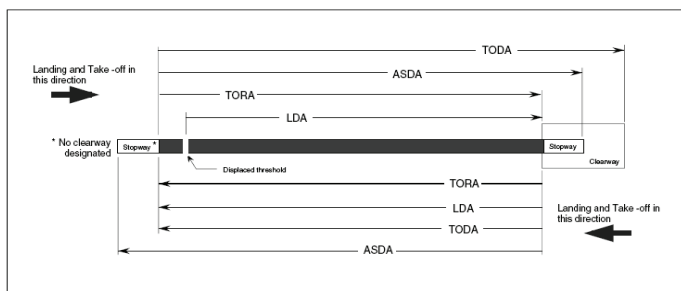 TODA
Landing and Take -off in
this direction
ASDA
TORA
LDA
* No clearway
designated
Stopway *
Stopway
Clearway
Displaced threshold
TORA
LDA
Landing and Take -off in
this direction
TODA
ASDA